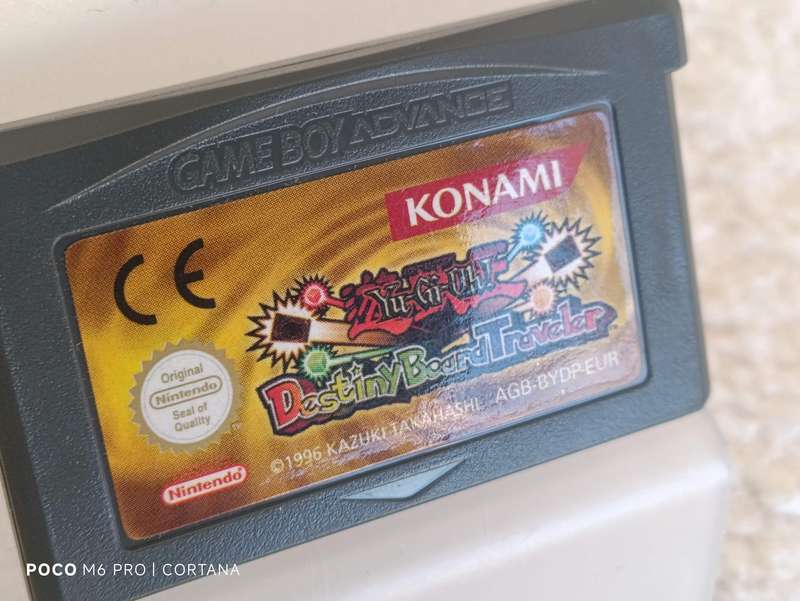 GAME BOY ADVANCE
KONAMI
CE
Yu-Gi-Oh!
Destiny Board Traveler
Original
Nintendo
Seal of
Quality
TM
©1996 KAZUKI TAKAHASHI AGB-BYDP-EUR
Nintendo
POCO M6 PRO | CORTANA